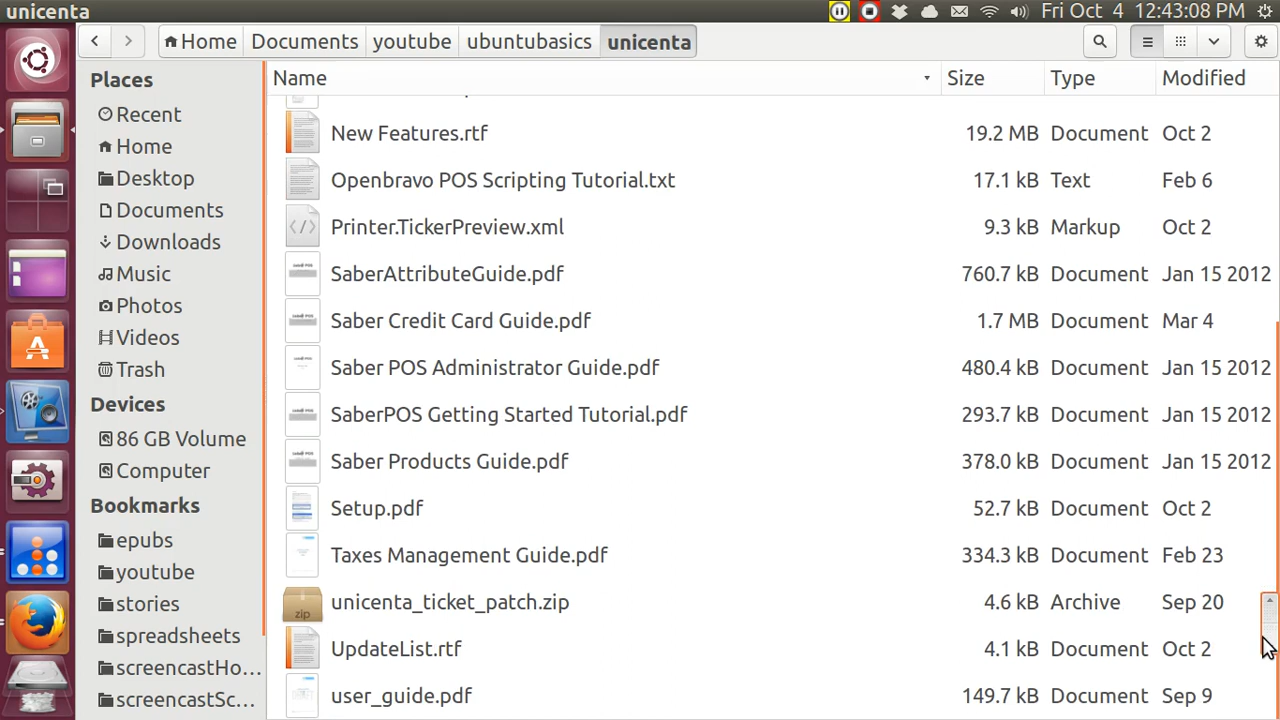 unicenta
Fri Oct 4 12:43:08 PM
Home Documents youtube ubuntubasics unicenta
Places
Recent
Home
Desktop
Documents
Downloads
Music
Photos
Videos
Trash
Devices
86 GB Volume
Computer
Bookmarks
epubs
youtube
stories
spreadsheets
screencastHo...
screencastSc...
Name Size Type Modified
New Features.rtf 19.2 MB Document Oct 2
Openbravo POS Scripting Tutorial.txt 17.1 kB Text Feb 6
Printer.TickerPreview.xml 9.3 kB Markup Oct 2
SaberAttributeGuide.pdf 760.7 kB Document Jan 15 2012
Saber Credit Card Guide.pdf 1.7 MB Document Mar 4
Saber POS Administrator Guide.pdf 480.4 kB Document Jan 15 2012
SaberPOS Getting Started Tutorial.pdf 293.7 kB Document Jan 15 2012
Saber Products Guide.pdf 378.0 kB Document Jan 15 2012
Setup.pdf 52.7 kB Document Oct 2
Taxes Management Guide.pdf 334.3 kB Document Feb 23
zip unicenta_ticket_patch.zip 4.6 kB Archive Sep 20
UpdateList.rtf 4.1 kB Document Oct 2
user_guide.pdf 149.7 kB Document Sep 9